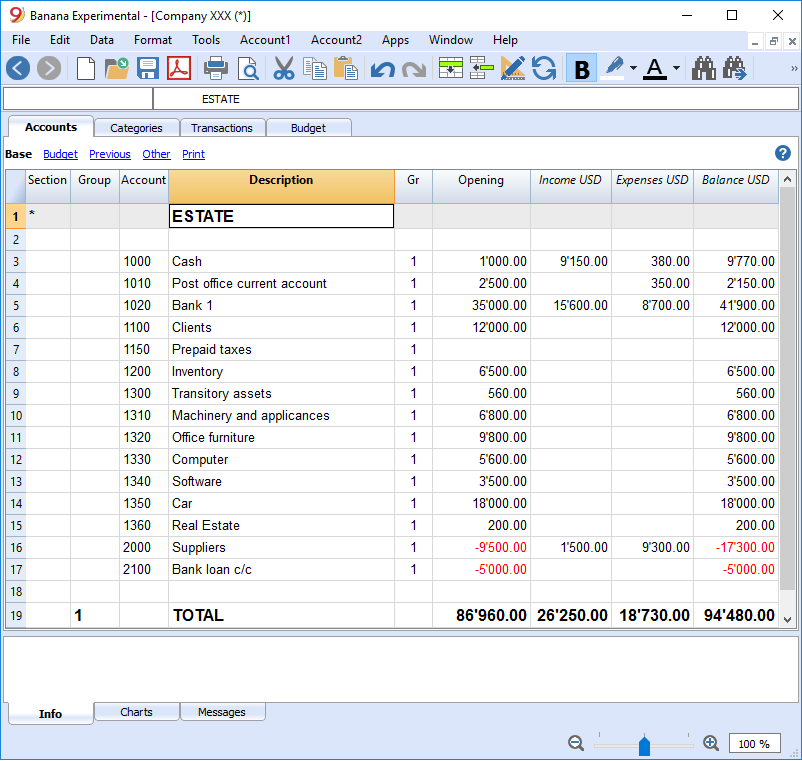 Banana Experimental - [Company XXX (*)]
File Edit Data Format Tools Account1 Account2 Apps Window Help
B A »
ESTATE
Accounts Categories Transactions Budget
Base Budget Previous Other Print ?
Section Group Account Description Gr Opening Income USD Expenses USD Balance USD
1 * ESTATE
2
3 1000 Cash 1 1'000.00 9'150.00 380.00 9'770.00
4 1010 Post office current account 1 2'500.00 350.00 2'150.00
5 1020 Bank 1 1 35'000.00 15'600.00 8'700.00 41'900.00
6 1100 Clients 1 12'000.00 12'000.00
7 1150 Prepaid taxes 1
8 1200 Inventory 1 6'500.00 6'500.00
9 1300 Transitory assets 1 560.00 560.00
10 1310 Machinery and applicances 1 6'800.00 6'800.00
11 1320 Office furniture 1 9'800.00 9'800.00
12 1330 Computer 1 5'600.00 5'600.00
13 1340 Software 1 3'500.00 3'500.00
14 1350 Car 1 18'000.00 18'000.00
15 1360 Real Estate 1 200.00 200.00
16 2000 Suppliers 1 -9'500.00 1'500.00 9'300.00 -17'300.00
17 2100 Bank loan c/c 1 -5'000.00 -5'000.00
18
19 1 TOTAL 86'960.00 26'250.00 18'730.00 94'480.00
Info Charts Messages
100 %